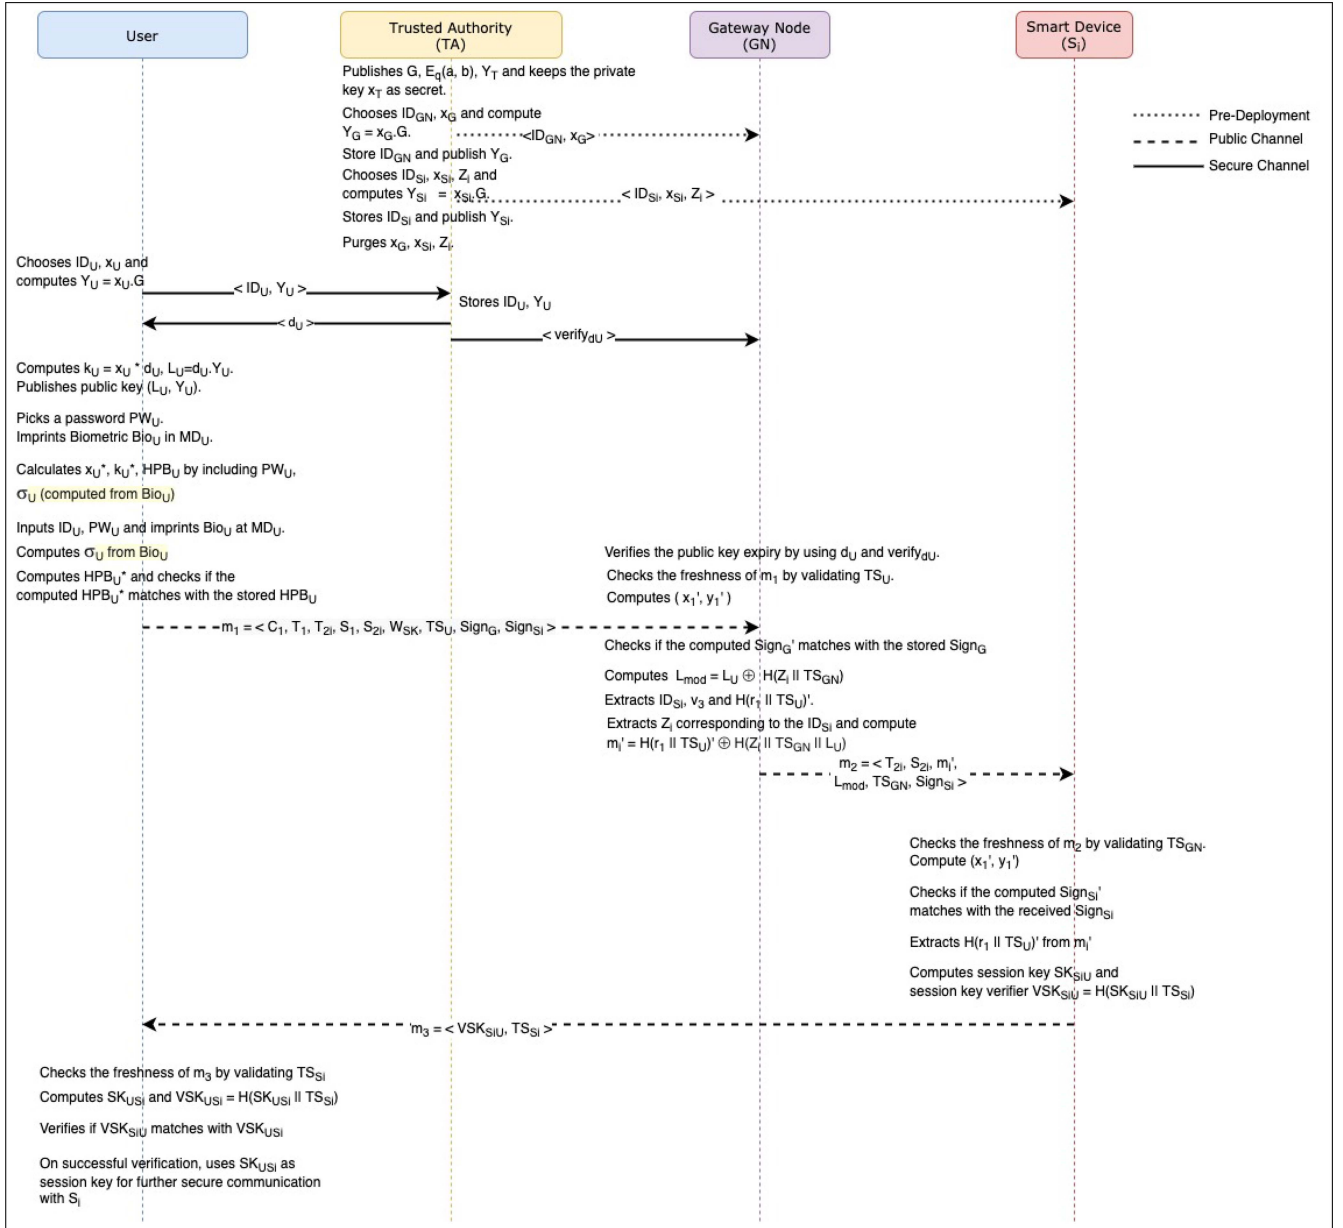 User
Trusted Authority
(TA)
Gateway Node
(GN)
Smart Device
(Si)
Publishes G, Eq(a, b), YT and keeps the private
key xT as secret.
Chooses IDGN, xG and compute
YG = xG.G.
<IDGN, xG>
Store IDGN and publish YG.
Chooses IDSi, xSi, Zi and
computes YSi = xSi.G.
< IDSi, xSi, Zi >
Stores IDSi and publish YSi.
Purges xG, xSi, Zi.
Pre-Deployment
Public Channel
Secure Channel
Chooses IDU, xU and
computes YU = xU.G
< IDU, YU >
Stores IDU, YU
< dU >
< verifydU >
Computes kU = xU * dU, LU=dU.YU.
Publishes public key (LU, YU).
Picks a password PWU.
Imprints Biometric BioU in MDU.
Calculates xU*, kU*, HPBU by including PWU,
σU (computed from BioU)
Inputs IDU, PWU and imprints BioU at MDU.
Computes σU from BioU
Computes HPBU* and checks if the
computed HPBU* matches with the stored HPBU
Verifies the public key expiry by using dU and verifydU.
Checks the freshness of m1 by validating TSU.
Computes ( x1', y1' )
m1 = < C1, T1, T2i, S1, S2i, WSK, TSU, SignG, SignSi >
Checks if the computed SignG' matches with the stored SignG
Computes Lmod = LU ⊕ H(Zi || TSGN)
Extracts IDSi, v3 and H(r1 || TSU)'.
Extracts Zi corresponding to the IDSi and compute
mi' = H(r1 || TSU)' ⊕ H(Zi || TSGN || LU)
m2 = < T2i, S2i, mi',
Lmod, TSGN, SignSi >
Checks the freshness of m2 by validating TSGN.
Compute (x1', y1')
Checks if the computed SignSi'
matches with the received SignSi
Extracts H(r1 || TSU)' from mi'
Computes session key SKSiU and
session key verifier VSKSiU = H(SKSiU || TSSi)
m3 = < VSKSiU, TSSi >
Checks the freshness of m3 by validating TSSi
Computes SKUSi and VSKUSi = H(SKUSi || TSSi)
Verifies if VSKSiU matches with VSKUSi
On successful verification, uses SKUSi as
session key for further secure communication
with Si